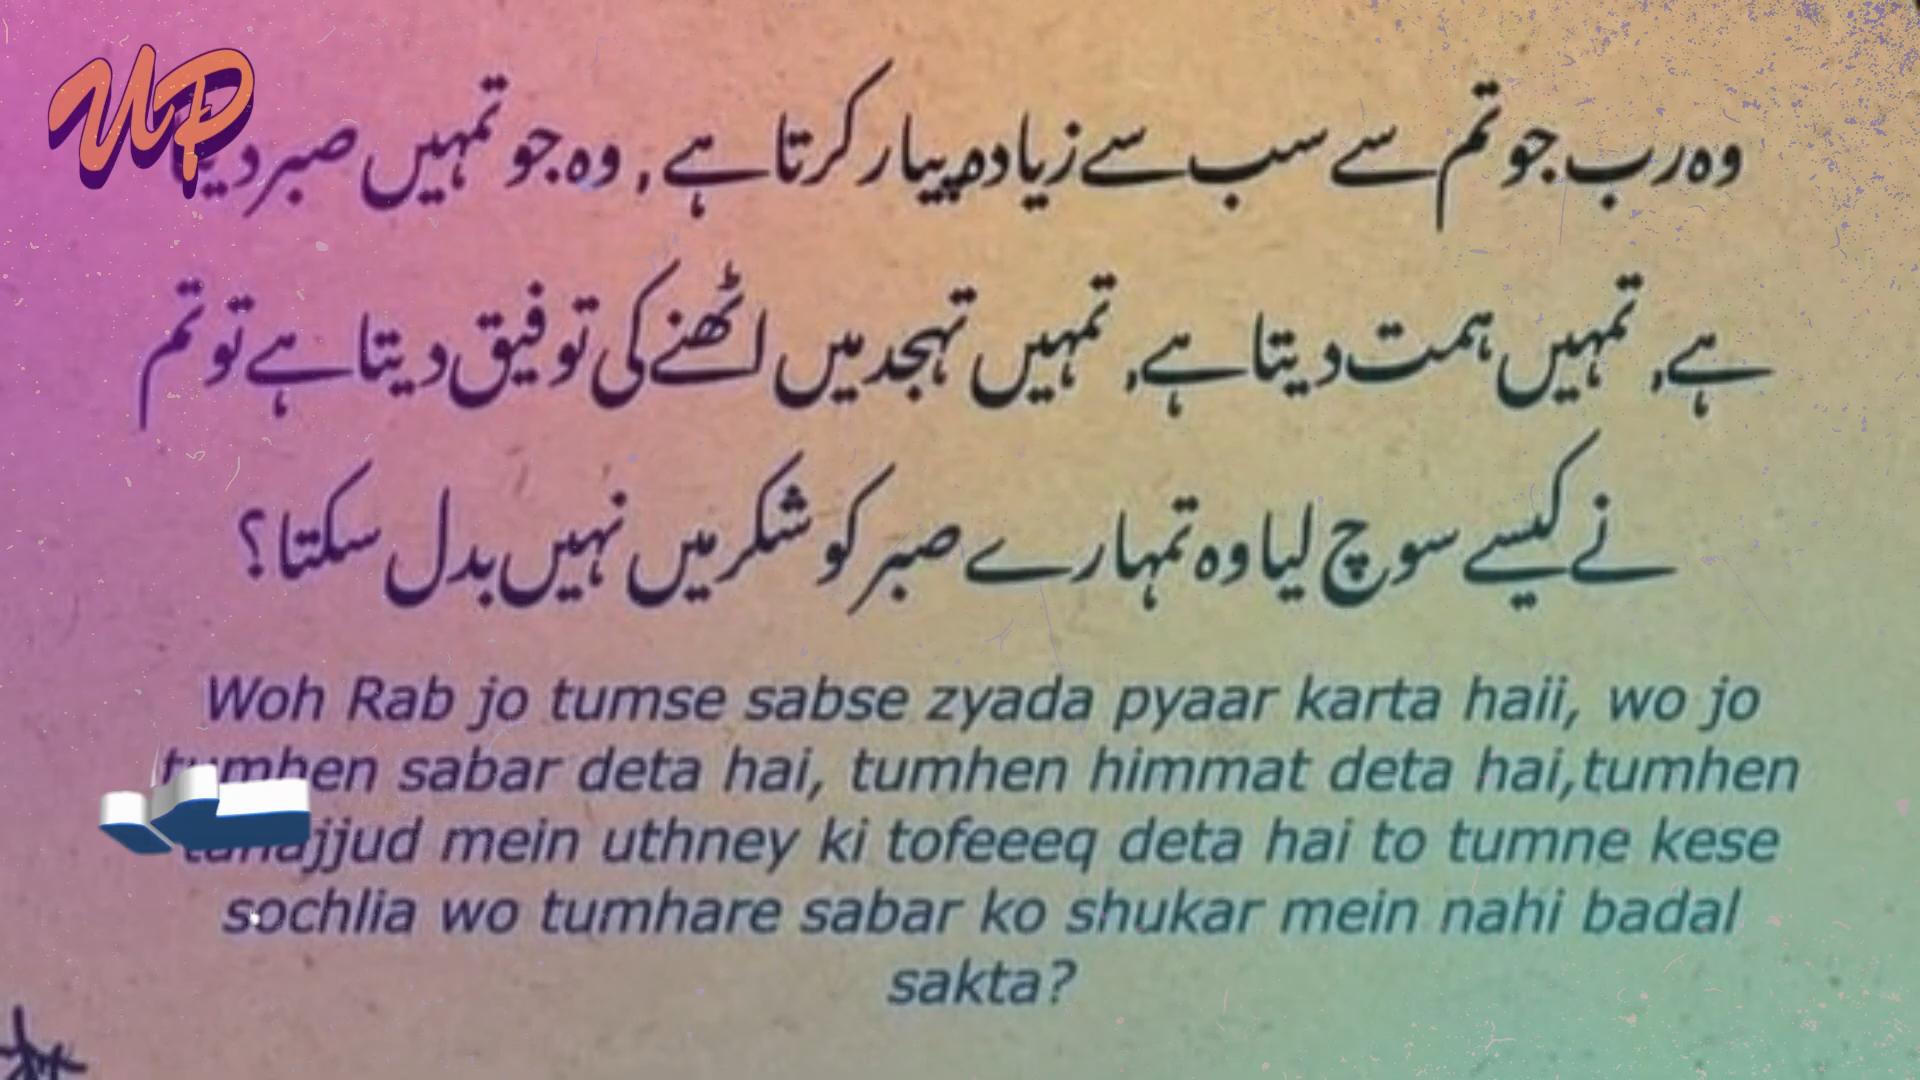 UP
وہ رب جو تم سے سب سے زیادہ پیار کرتا ہے , وہ جو تمہیں صبر دیتا
ہے, تمہیں ہمت دیتا ہے, تمہیں تہجد میں اٹھنے کی توفیق دیتا ہے تو تم
نے کیسے سوچ لیا وہ تمہارے صبر کو شکر میں نہیں بدل سکتا؟
Woh Rab jo tumse sabse zyada pyaar karta haii, wo jo
tumhen sabar deta hai, tumhen himmat deta hai,tumhen
tahajjud mein uthney ki tofeeeq deta hai to tumne kese
sochlia wo tumhare sabar ko shukar mein nahi badal
sakta?